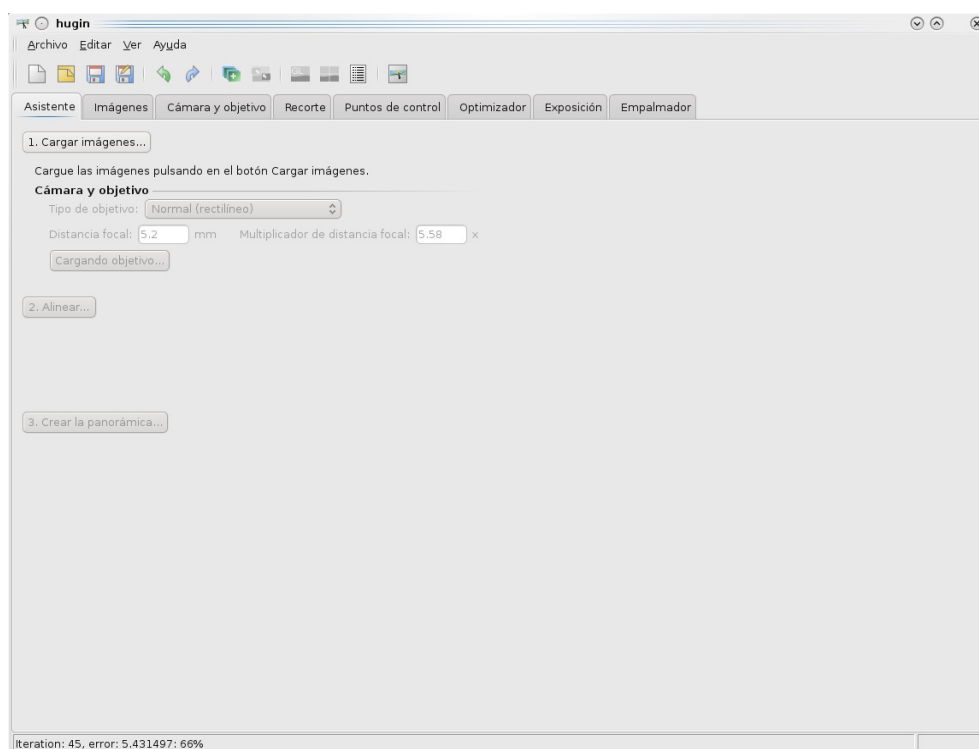 hugin
Archivo Editar Ver Ayuda
Asistente Imágenes Cámara y objetivo Recorte Puntos de control Optimizador Exposición Empalmador
1. Cargar imágenes...
Cargue las imágenes pulsando en el botón Cargar imágenes.
Cámara y objetivo
Tipo de objetivo: Normal (rectilíneo)
Distancia focal: 5.2 mm Multiplicador de distancia focal: 5.58 x
Cargando objetivo...
2. Alinear...
3. Crear la panorámica...
Iteration: 45, error: 5.431497: 66%